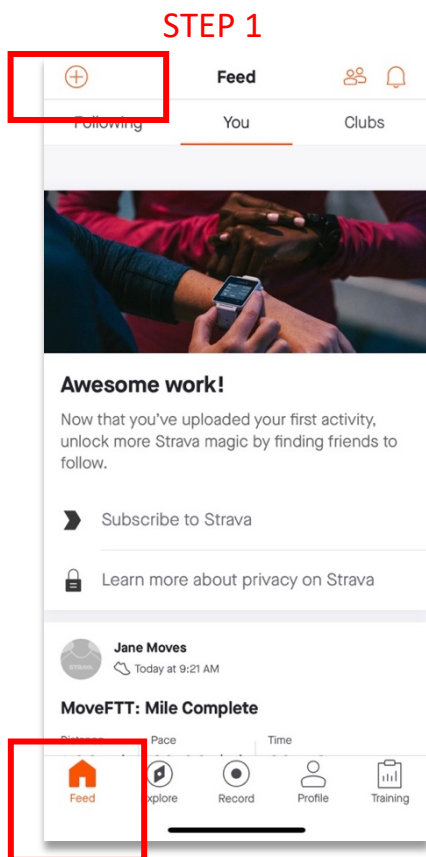 STEP 1
Feed
Following
You
Clubs
Awesome work!
Now that you've uploaded your first activity,
unlock more Strava magic by finding friends to
follow.
Subscribe to Strava
Learn more about privacy on Strava
STRAVA
Jane Moves
Today at 9:21 AM
MoveFTT: Mile Complete
Distance Pace Time
Feed Explore Record Profile Training